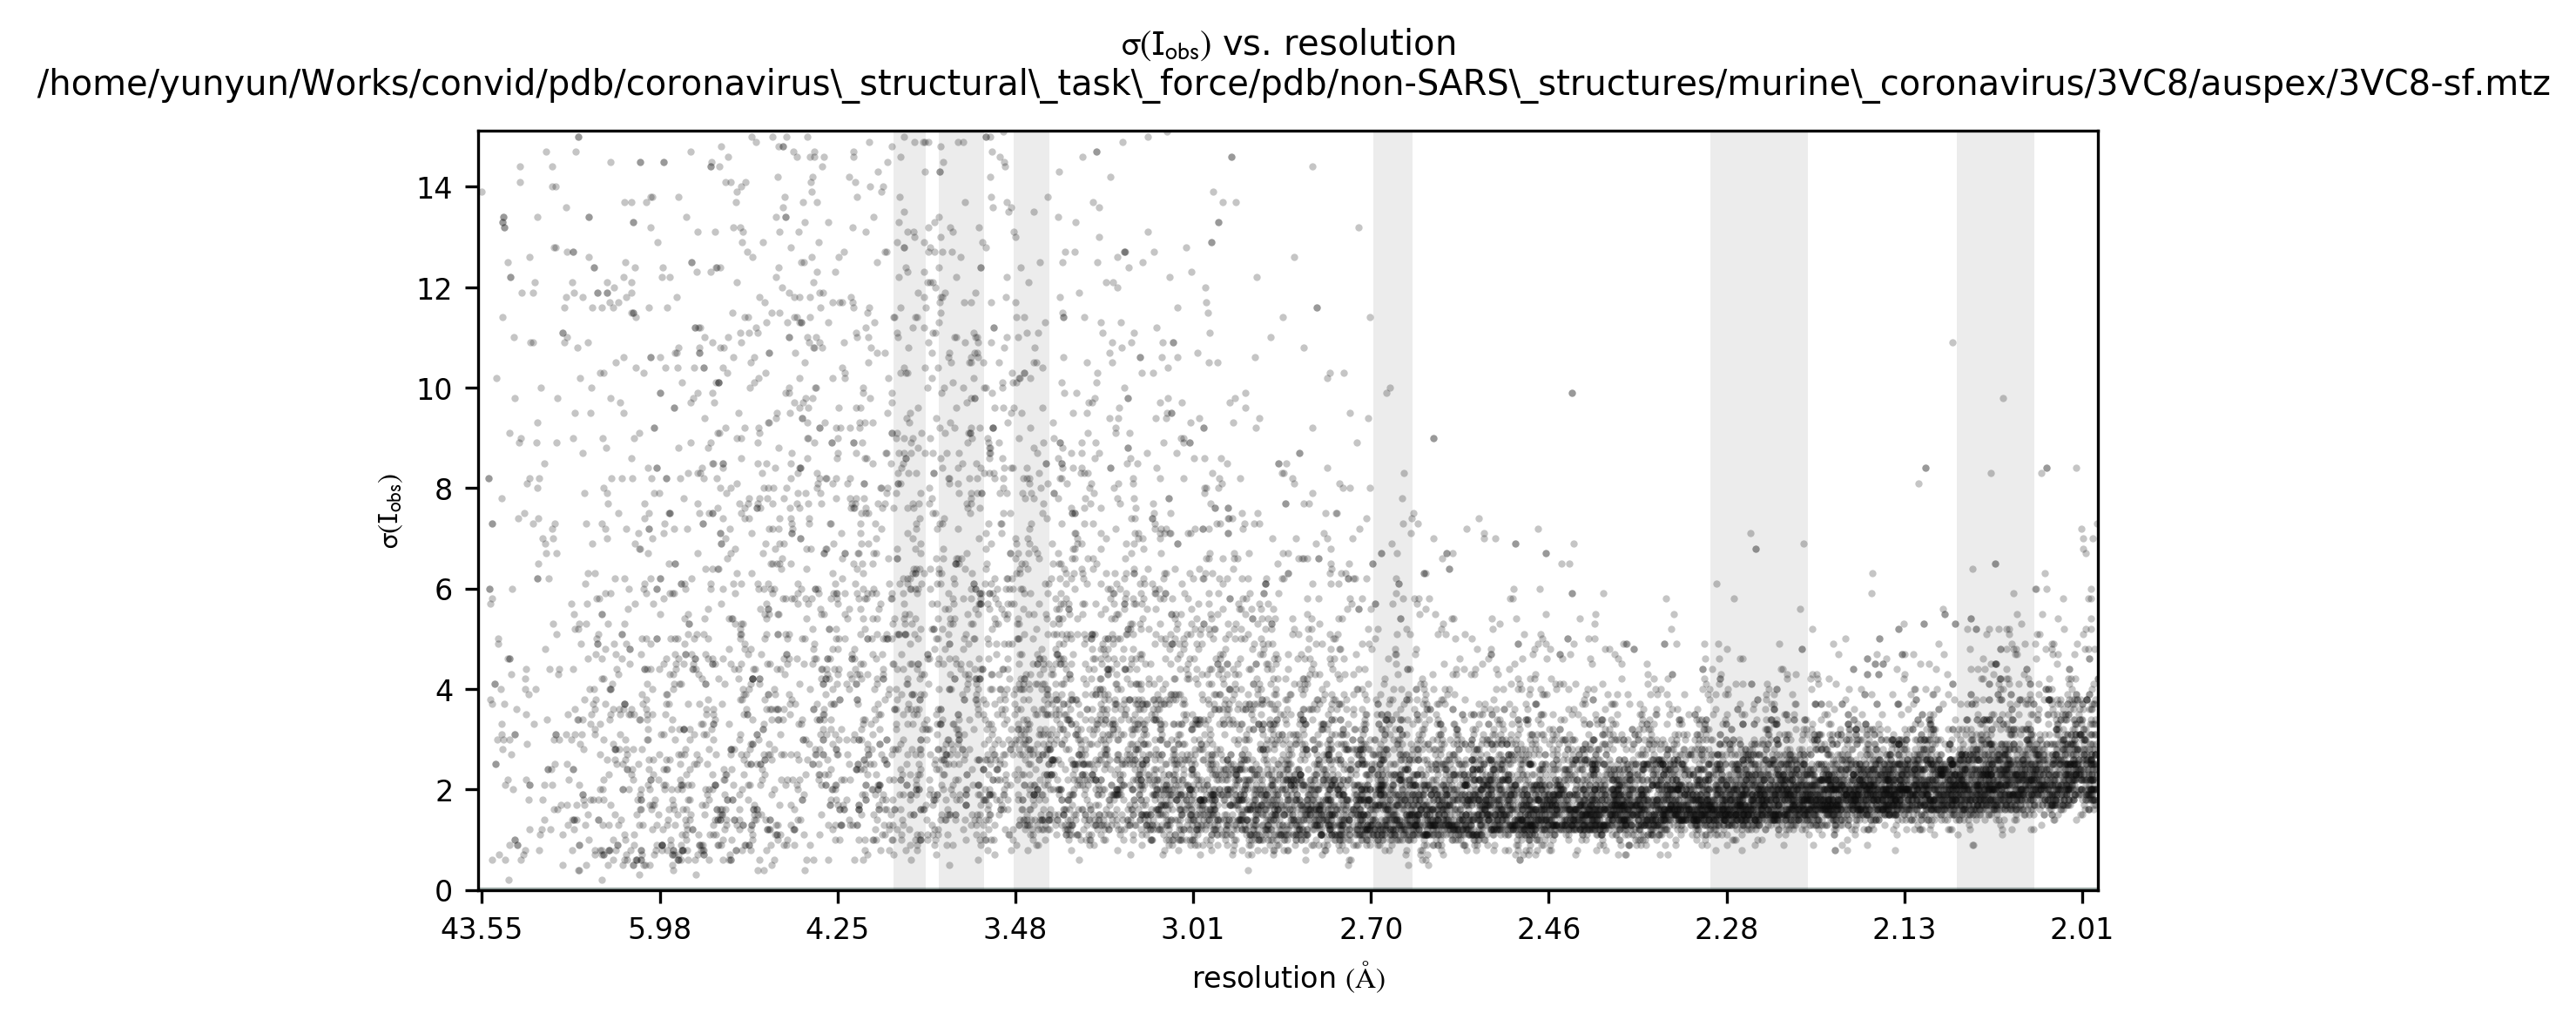 σ(I_obs) vs. resolution
/home/yunyun/Works/convid/pdb/coronavirus\_structural\_task\_force/pdb/non-SARS\_structures/murine\_coronavirus/3VC8/auspex/3VC8-sf.mtz
14
12
10
8
6
4
2
0
σ(I_obs)
43.55 5.98 4.25 3.48 3.01 2.70 2.46 2.28 2.13 2.01
resolution (Å)